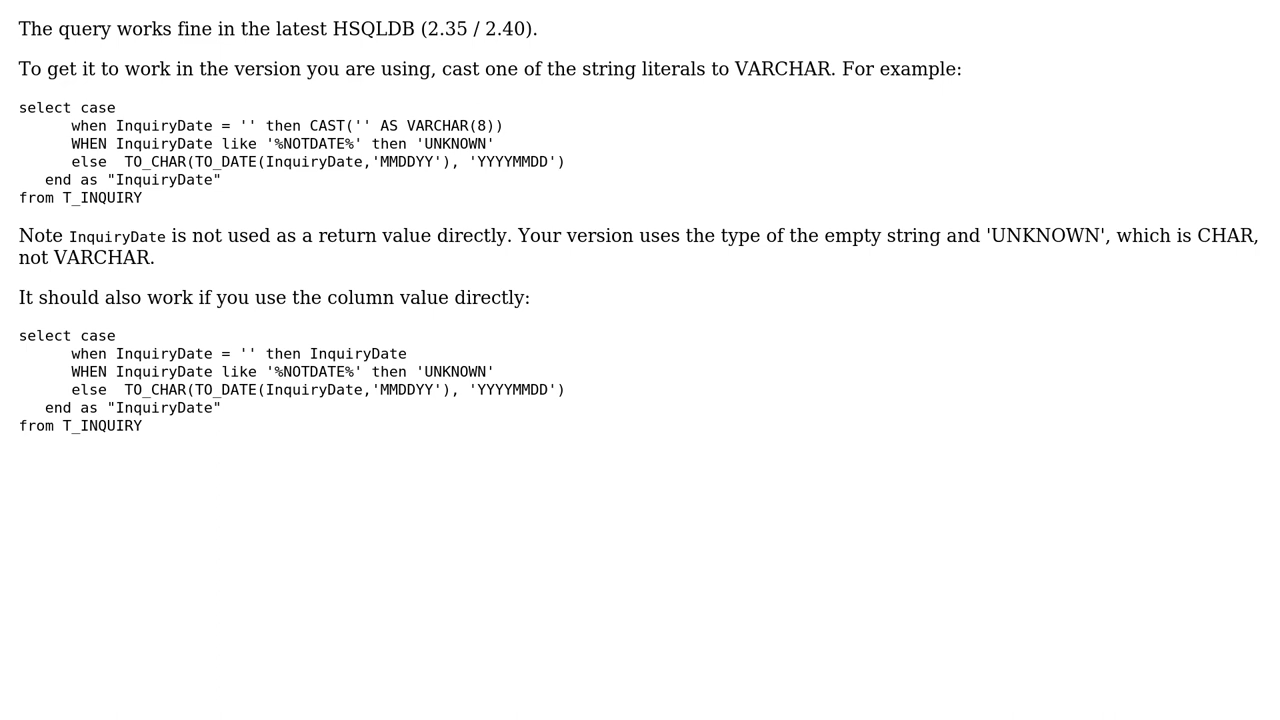 The query works fine in the latest HSQLDB (2.35 / 2.40).
To get it to work in the version you are using, cast one of the string literals to VARCHAR. For example:
select case
      when InquiryDate = '' then CAST('' AS VARCHAR(8))
      WHEN InquiryDate like '%NOTDATE%' then 'UNKNOWN'
      else  TO_CHAR(TO_DATE(InquiryDate,'MMDDYY'), 'YYYYMMDD')
   end as "InquiryDate"
from T_INQUIRY
Note InquiryDate is not used as a return value directly. Your version uses the type of the empty string and 'UNKNOWN', which is CHAR,
not VARCHAR.
It should also work if you use the column value directly:
select case
      when InquiryDate = '' then InquiryDate
      WHEN InquiryDate like '%NOTDATE%' then 'UNKNOWN'
      else  TO_CHAR(TO_DATE(InquiryDate,'MMDDYY'), 'YYYYMMDD')
   end as "InquiryDate"
from T_INQUIRY